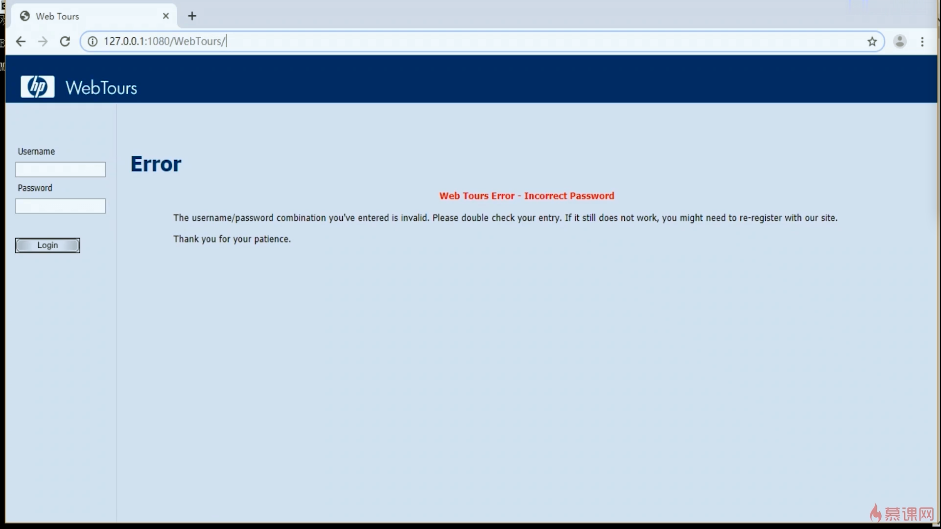 Web Tours
127.0.0.1:1080/WebTours/
hp WebTours
Username
Password
Login
Error
Web Tours Error - Incorrect Password
The username/password combination you've entered is invalid. Please double check your entry. If it still does not work, you might need to re-register with our site.
Thank you for your patience.
慕课网